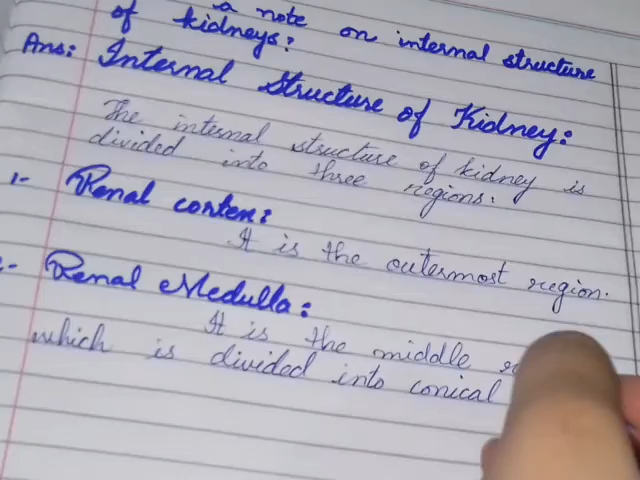 a note on internal structure
of kidneys?
Ans: Internal Structure of Kidney:
The internal structure of kidney is
divided into three regions.
1- Renal cortex:
It is the outermost region.
- Renal Medulla:
It is the middle
which is divided into conical